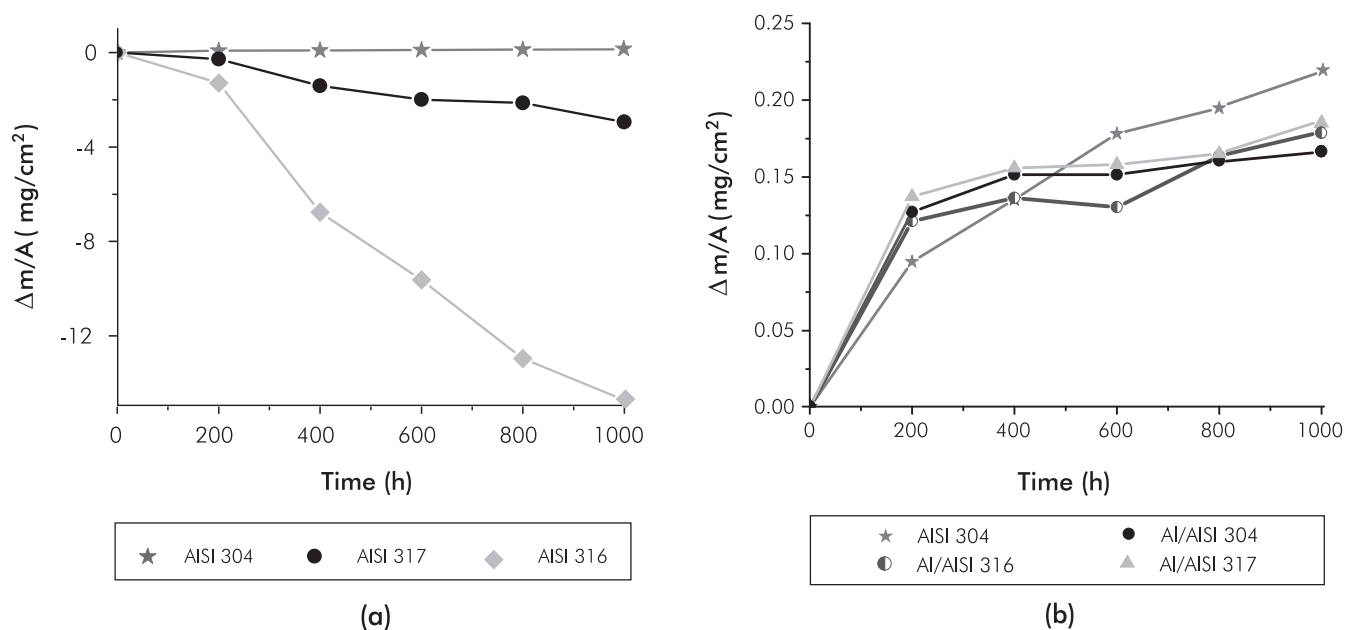 0
-4
-8
-12
Δm/A ( mg/cm²)
0 200 400 600 800 1000
Time (h)
AISI 304 AISI 317 AISI 316
(a)
0.25
0.20
0.15
0.10
0.05
0.00
Δm/A ( mg/cm²)
0 200 400 600 800 1000
Time (h)
AISI 304 Al/AISI 304
Al/AISI 316 Al/AISI 317
(b)